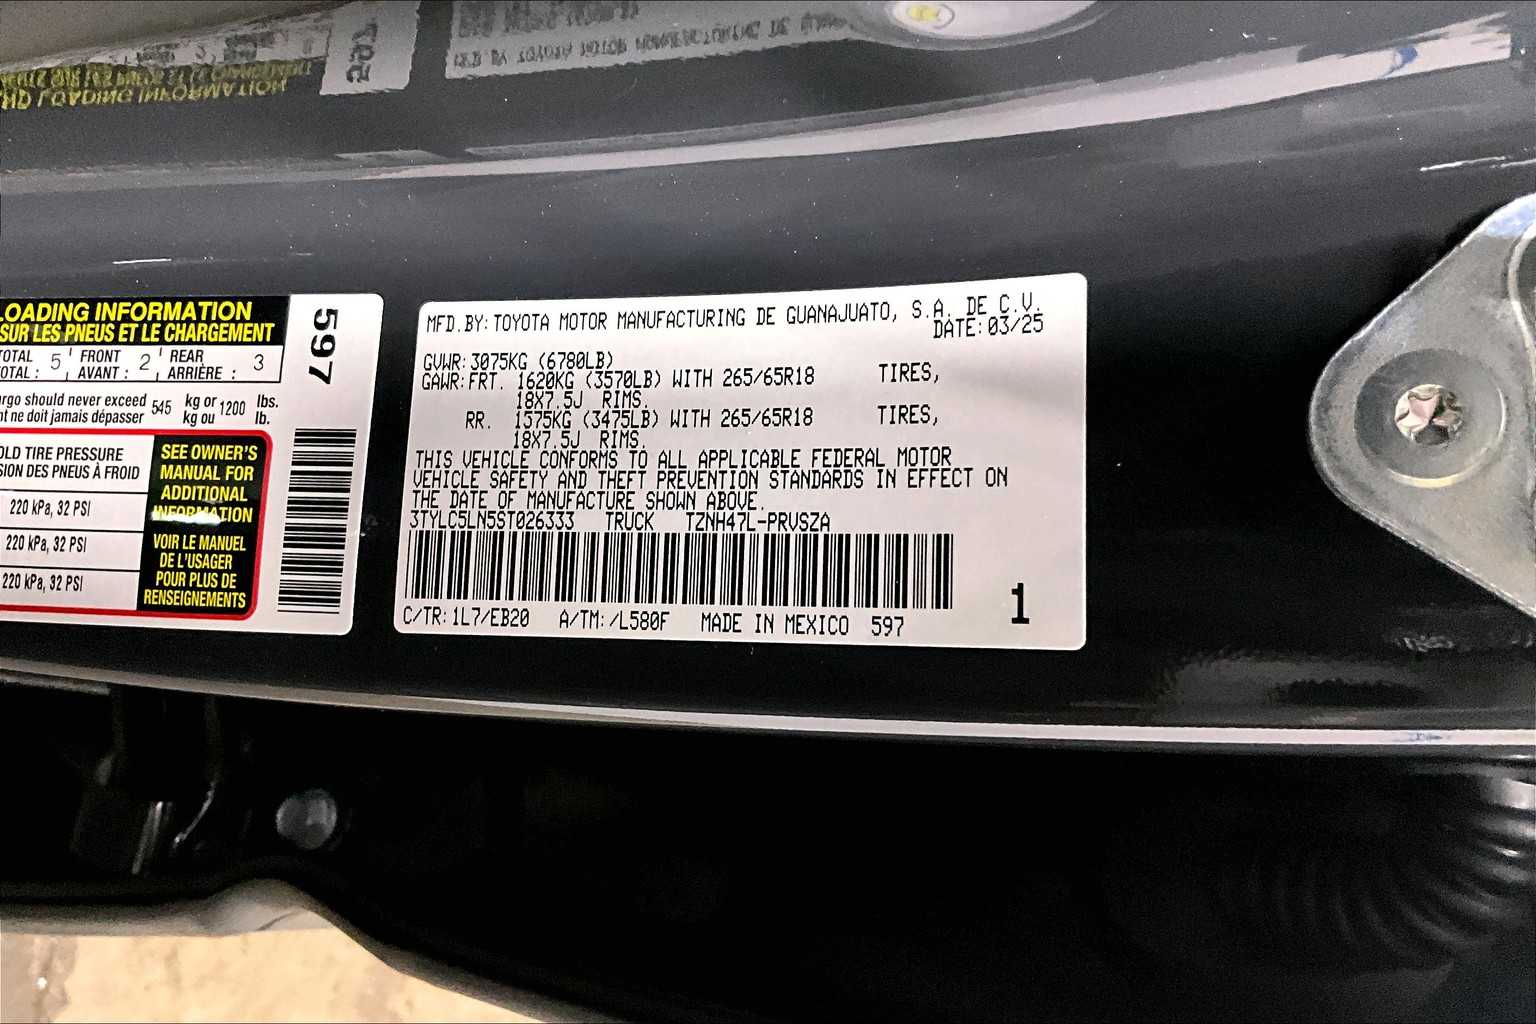 LOADING INFORMATION
SUR LES PNEUS ET LE CHARGEMENT
TOTAL 5 FRONT 2 REAR 3
TOTAL : AVANT : ARRIÈRE :
should never exceed 545 kg or 1200 lbs.
ne doit jamais dépasser kg ou lb.
TIRE PRESSURE
DES PNEUS À FROID
220 kPa, 32 PSI
220 kPa, 32 PSI
220 kPa, 32 PSI
SEE OWNER'S
MANUAL FOR
ADDITIONAL
INFORMATION
VOIR LE MANUEL
DE L'USAGER
POUR PLUS DE
RENSEIGNEMENTS
597
MFD.BY:TOYOTA MOTOR MANUFACTURING DE GUANAJUATO, S.A. DE C.V.
DATE:03/25
GVWR:3075KG (6780LB)
GAWR:FRT. 1620KG (3570LB) WITH 265/65R18 TIRES,
18X7.5J RIMS.
RR. 1575KG (3475LB) WITH 265/65R18 TIRES,
18X7.5J RIMS.
THIS VEHICLE CONFORMS TO ALL APPLICABLE FEDERAL MOTOR
VEHICLE SAFETY AND THEFT PREVENTION STANDARDS IN EFFECT ON
THE DATE OF MANUFACTURE SHOWN ABOVE.
3TYLC5LN5ST026333 TRUCK TZNH47L-PRVSZA
C/TR:1L7/EB20 A/TM:/L580F MADE IN MEXICO 597
1